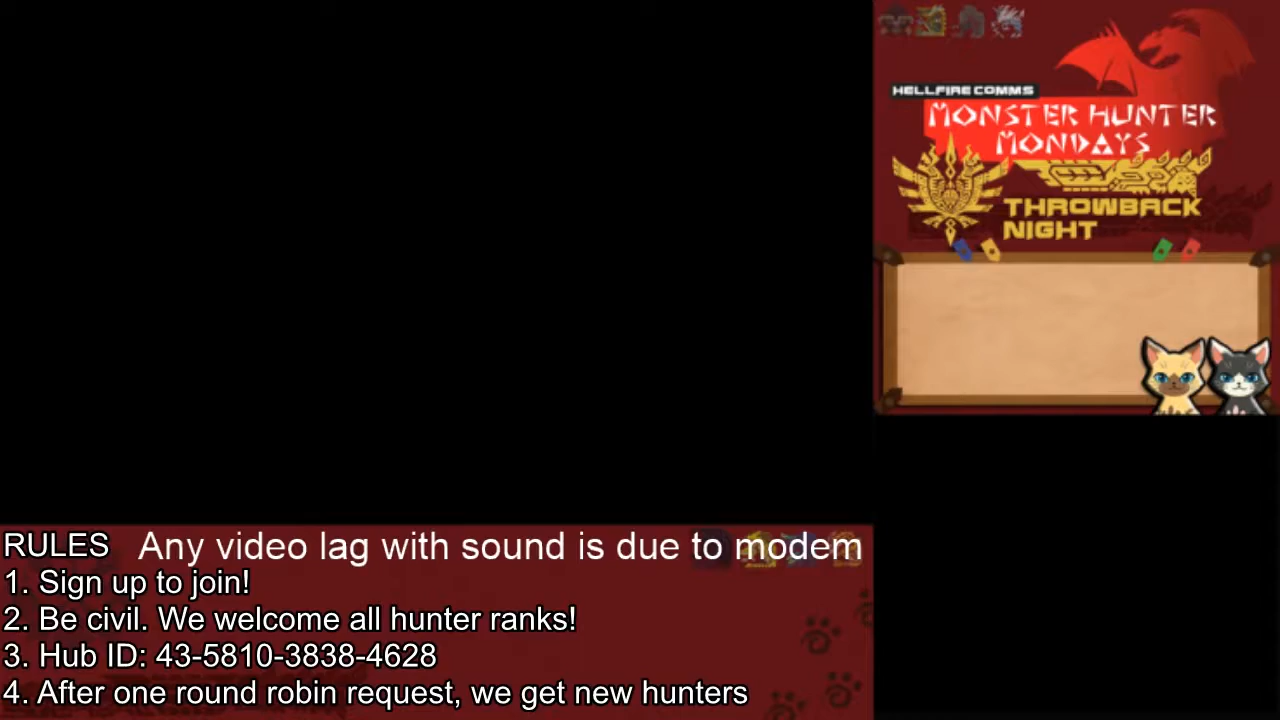 HELLFIRE COMMS
MONSTER HUNTER
MONDAYS
THROWBACK
NIGHT
RULES Any video lag with sound is due to modem
1. Sign up to join!
2. Be civil. We welcome all hunter ranks!
3. Hub ID: 43-5810-3838-4628
4. After one round robin request, we get new hunters